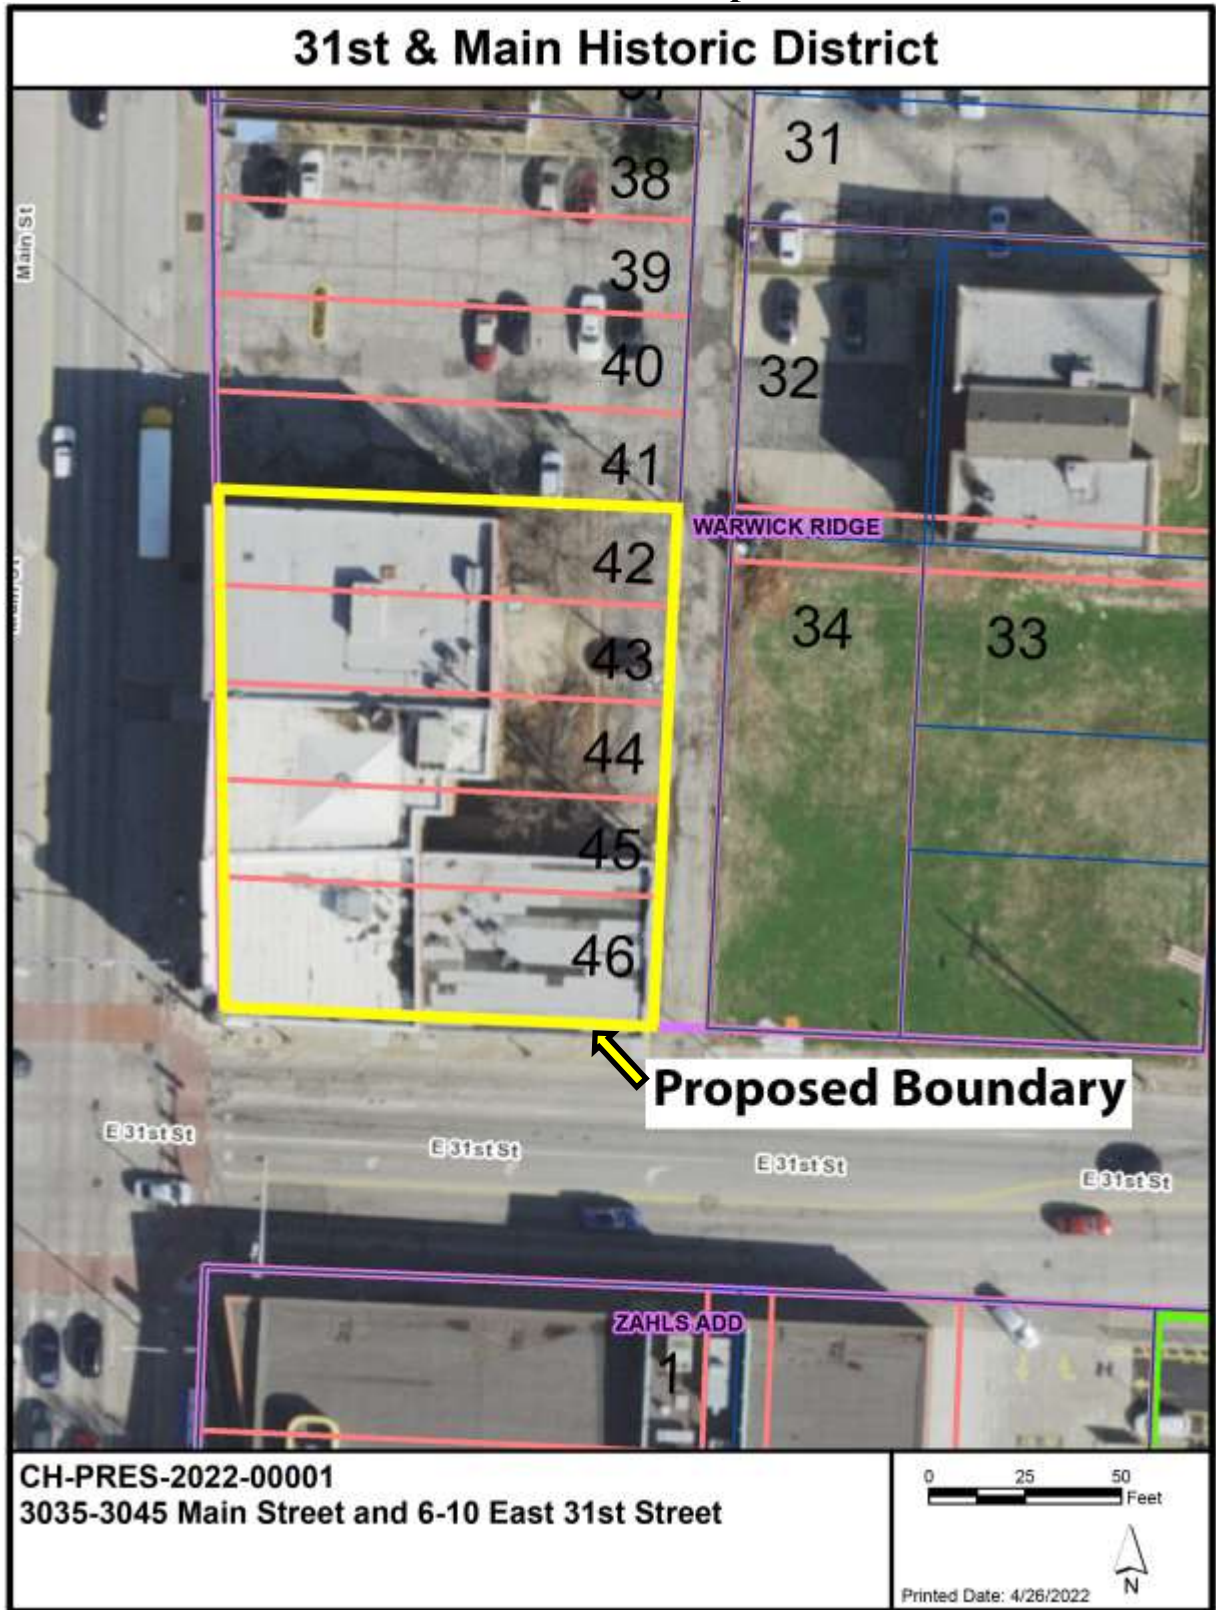 31st & Main Historic District
38
31
Main St
39
40
32
41
WARWICK RIDGE
42
34
33
43
44
45
46
Proposed Boundary
E 31st St
E 31st St
E 31st St
E 31st St
ZAHLS ADD
1
CH-PRES-2022-00001
3035-3045 Main Street and 6-10 East 31st Street
0 25 50
Feet
N
Printed Date: 4/26/2022